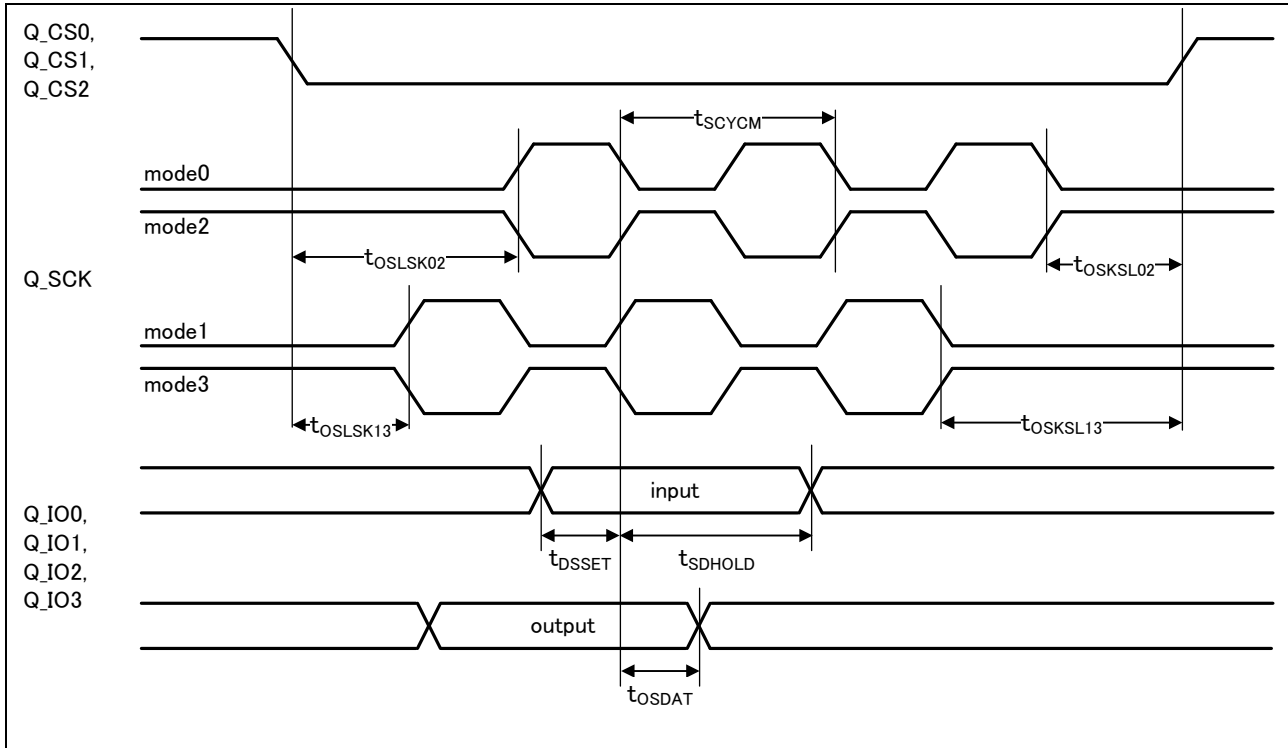 Q_CS0,
Q_CS1,
Q_CS2
tSCYCM
mode0
mode2
tOSLSK02
tOSKSL02
Q_SCK
mode1
mode3
tOSLSK13
tOSKSL13
input
Q_IO0,
Q_IO1,
Q_IO2,
Q_IO3
tDSSET
tSDHOLD
output
tOSDAT